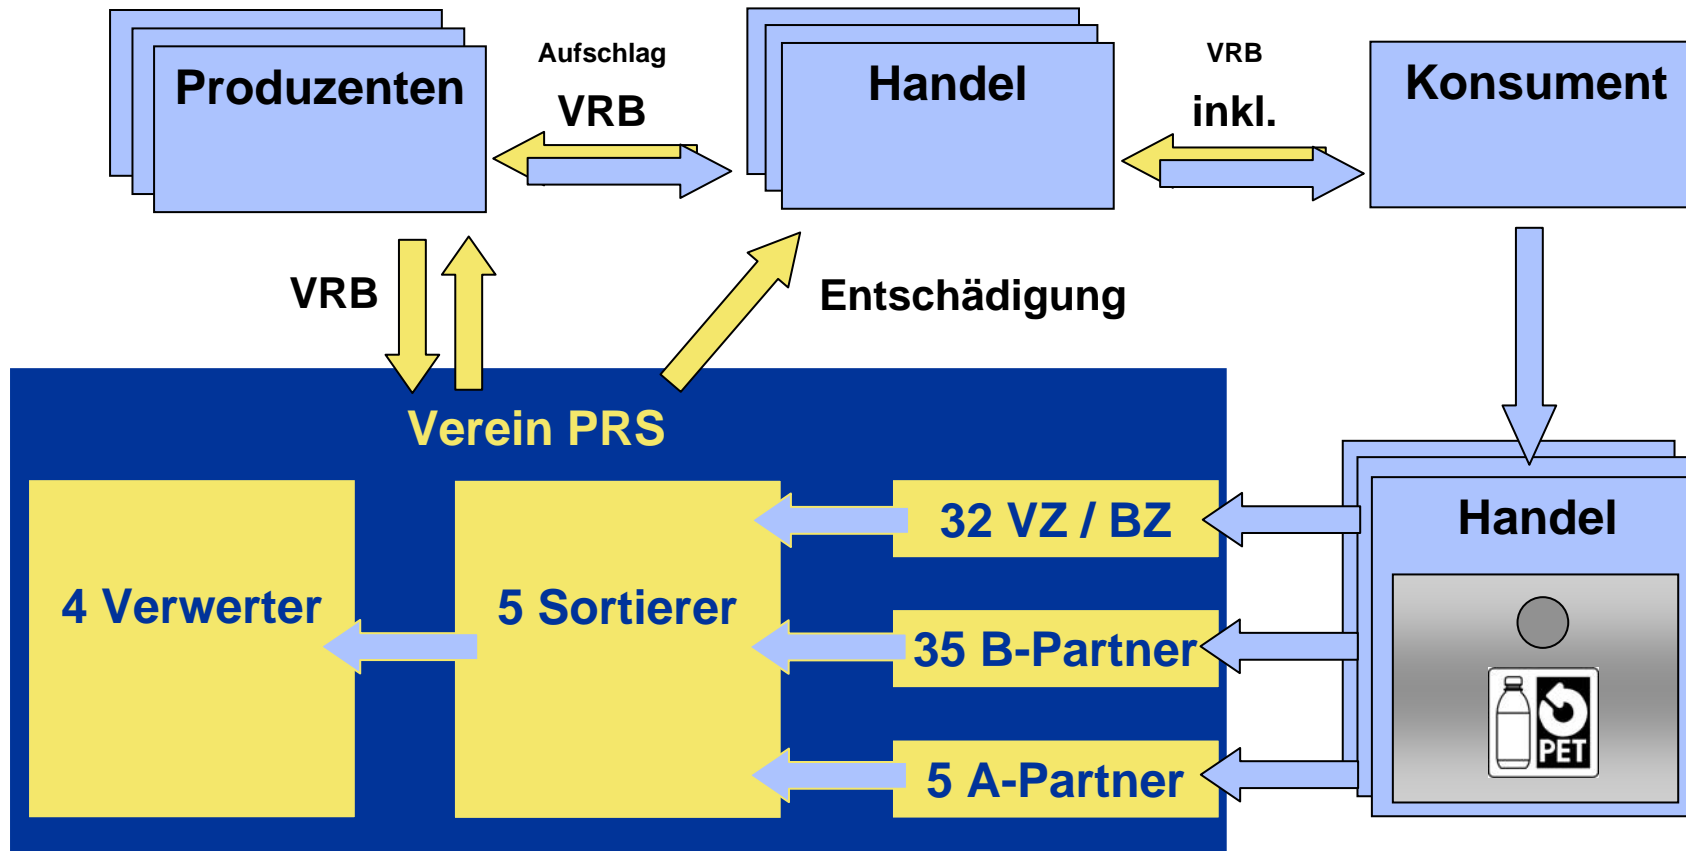 Produzenten
Aufschlag
VRB
Handel
VRB
inkl.
Konsument
VRB
Entschädigung
Verein PRS
4 Verwerter
5 Sortierer
32 VZ / BZ
35 B-Partner
5 A-Partner
Handel
PET